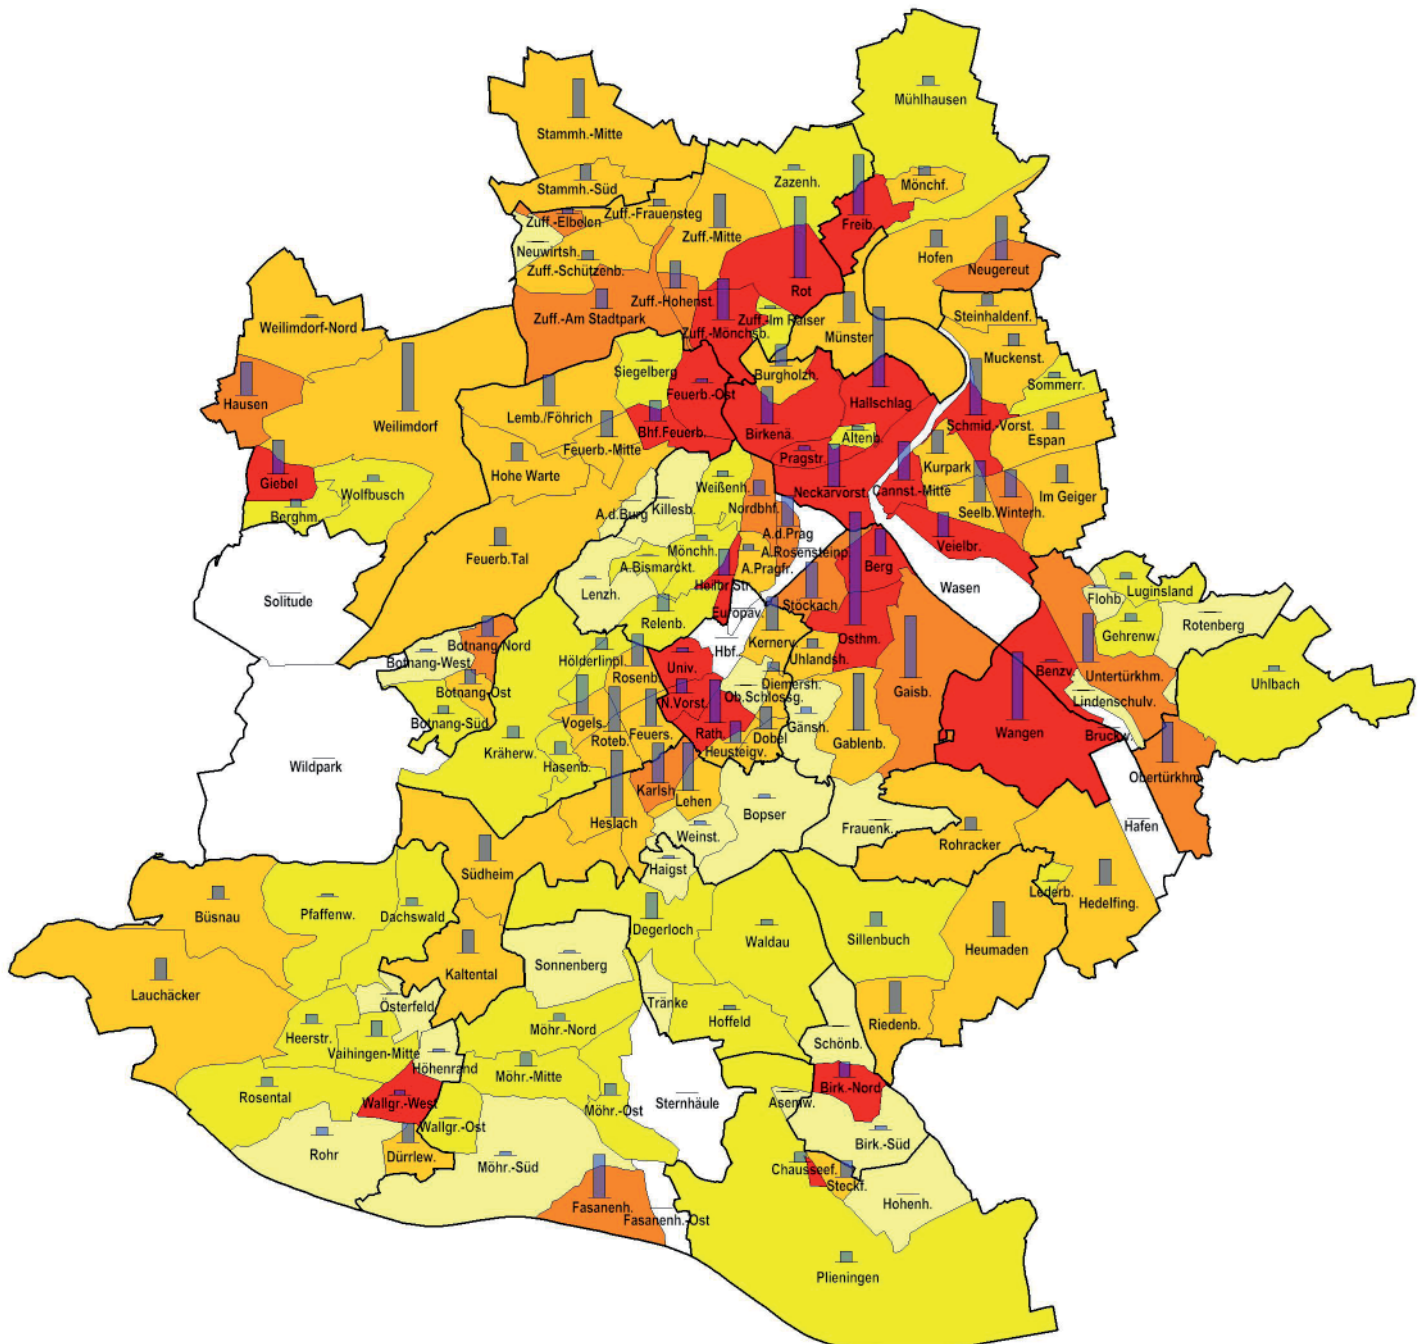 Mühlhausen
Stammh.-Mitte
Zazenh.
Mönchf.
Stammh.-Süd
Zuff.-Frauensteg
Zuff.-Elbelen
Freib.
Zuff.-Mitte
Neuwirtsh.
Hofen
Zuff.-Schützenb.
Neugereut
Rot
Zuff.-Hohenst.
Steinhaldenf.
Zuff.-Am Stadtpark
Zuff.-Im Raiser
Weilimdorf-Nord
Zuff.-Mönchsb.
Münster
Muckenst.
Siegelberg
Burgholzh.
Sommerr.
Feuerb.-Ost
Hausen
Hallschlag
Lemb./Föhrich
Weilimdorf
Schmid.-Vorst.
Bhf.Feuerb.
Birkenä.
Altenb.
Espan
Feuerb.-Mitte
Kurpark
Pragstr.
Hohe Warte
Giebel
Wolfbusch
Weißenh.
Neckarvorst.
Cannst.-Mitte
Im Geiger
Nordbhf.
Seelb.
Winterh.
Killesb.
Berghm.
A.d.Burg
A.d.Prag
Veielbr.
Mönchh.
A.Rosensteinp.
Feuerb.Tal
A.Bismarckt.
A.Pragfr.
Berg
Heilbr.Str.
Wasen
Lenzh.
Luginsland
Solitude
Stöckach
Flohb.
Europav.
Relenb.
Rotenberg
Osthm.
Kernerv.
Gehrenw.
Botnang-Nord
Hbf.
Botnang-West
Hölderlinpl.
Uhlandsh.
Univ.
Uhlbach
Benzv.
Untertürkhm.
Rosenb.
Diemersh.
Botnang-Ost
Gaisb.
Ob.Schlossg.
Lindenschulv.
N.Vorst.
Botnang-Süd
Vogels.
Gänsh.
Feuers.
Rath.
Wangen
Bruckw.
Roteb.
Dobel
Gablenb.
Kräherw.
Heusteigv.
Hasenb.
Wildpark
Obertürkhm.
Karlsh.
Lehen
Bopser
Heslach
Hafen
Frauenk.
Weinst.
Rohracker
Südheim
Haigst
Lederb.
Hedelfing.
Büsnau
Pfaffenw.
Dachswald
Degerloch
Waldau
Sillenbuch
Heumaden
Sonnenberg
Kaltental
Lauchäcker
Tränke
Österfeld
Riedenb.
Hoffeld
Möhr.-Nord
Heerstr.
Schönb.
Vaihingen-Mitte
Höhenrand
Möhr.-Mitte
Birk.-Nord
Rosental
Wallgr.-West
Asemw.
Sternhäule
Möhr.-Ost
Wallgr.-Ost
Birk.-Süd
Rohr
Dürrlew.
Möhr.-Süd
Chausseef.
Steckf.
Hohenh.
Fasanenh.
Fasanenh.-Ost
Plieningen